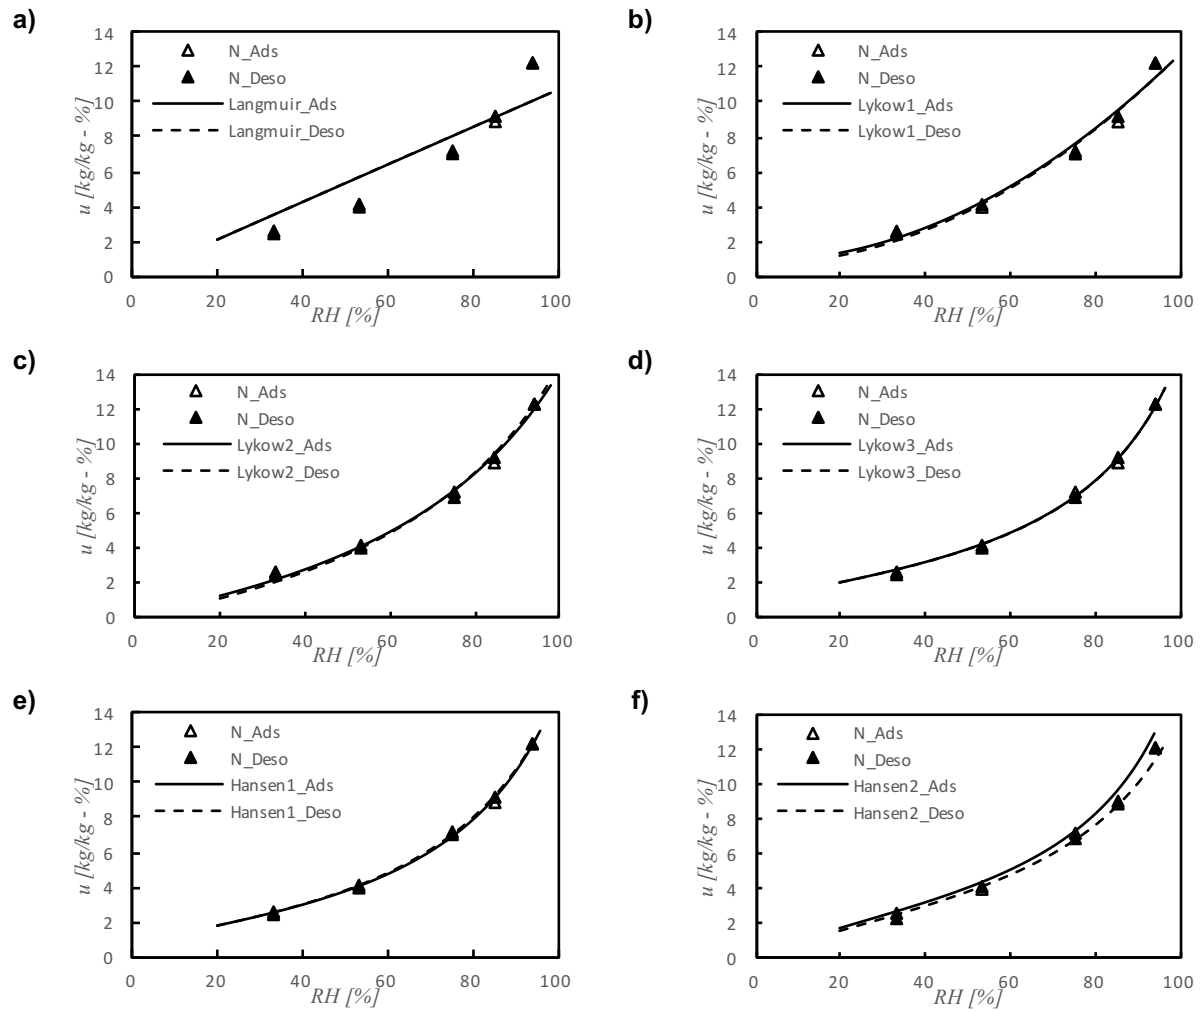 a)
14
12
10
8
6
4
2
0
u [kg/kg - %]
N_Ads
N_Deso
Langmuir_Ads
Langmuir_Deso
0 20 40 60 80 100
RH [%]
b)
14
12
10
8
6
4
2
0
u [kg/kg - %]
N_Ads
N_Deso
Lykow1_Ads
Lykow1_Deso
0 20 40 60 80 100
RH [%]
c)
14
12
10
8
6
4
2
0
u [kg/kg - %]
N_Ads
N_Deso
Lykow2_Ads
Lykow2_Deso
0 20 40 60 80 100
RH [%]
d)
14
12
10
8
6
4
2
0
u [kg/kg - %]
N_Ads
N_Deso
Lykow3_Ads
Lykow3_Deso
0 20 40 60 80 100
RH [%]
e)
14
12
10
8
6
4
2
0
u [kg/kg - %]
N_Ads
N_Deso
Hansen1_Ads
Hansen1_Deso
0 20 40 60 80 100
RH [%]
f)
14
12
10
8
6
4
2
0
u [kg/kg - %]
N_Ads
N_Deso
Hansen2_Ads
Hansen2_Deso
0 20 40 60 80 100
RH [%]